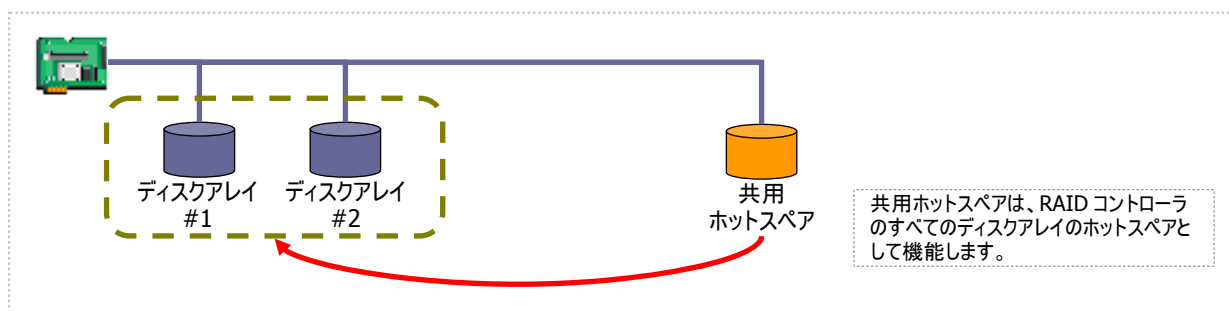 ディスクアレイ
#1
ディスクアレイ
#2
共用
ホットスペア
共用ホットスペアは、RAID コントローラ
のすべてのディスクアレイのホットスペアと
して機能します。